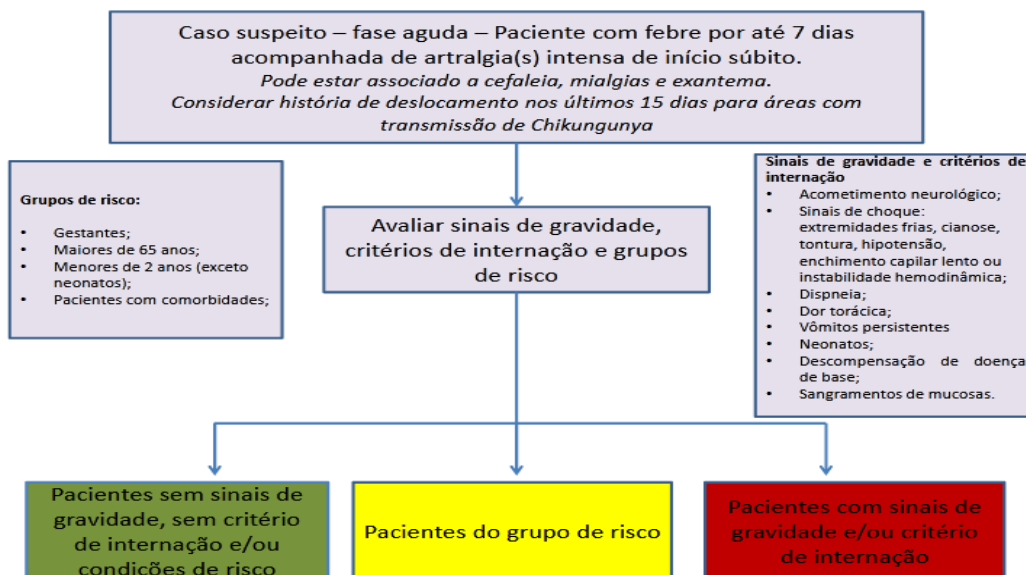 Caso suspeito – fase aguda – Paciente com febre por até 7 dias
acompanhada de artralgia(s) intensa de início súbito.
Pode estar associado a cefaleia, mialgias e exantema.
Considerar história de deslocamento nos últimos 15 dias para áreas com
transmissão de Chikungunya
Grupos de risco:
• Gestantes;
• Maiores de 65 anos;
• Menores de 2 anos (exceto
neonatos);
• Pacientes com comorbidades;
Avaliar sinais de gravidade,
critérios de internação e grupos
de risco
Sinais de gravidade e critérios de
internação
• Acometimento neurológico;
• Sinais de choque:
extremidades frias, cianose,
tontura, hipotensão,
enchimento capilar lento ou
instabilidade hemodinâmica;
• Dispneia;
• Dor torácica;
• Vômitos persistentes
• Neonatos;
• Descompensação de doença
de base;
• Sangramentos de mucosas.
Pacientes sem sinais de
gravidade, sem critério
de internação e/ou
condições de risco
Pacientes do grupo de risco
Pacientes com sinais de
gravidade e/ou critério
de internação